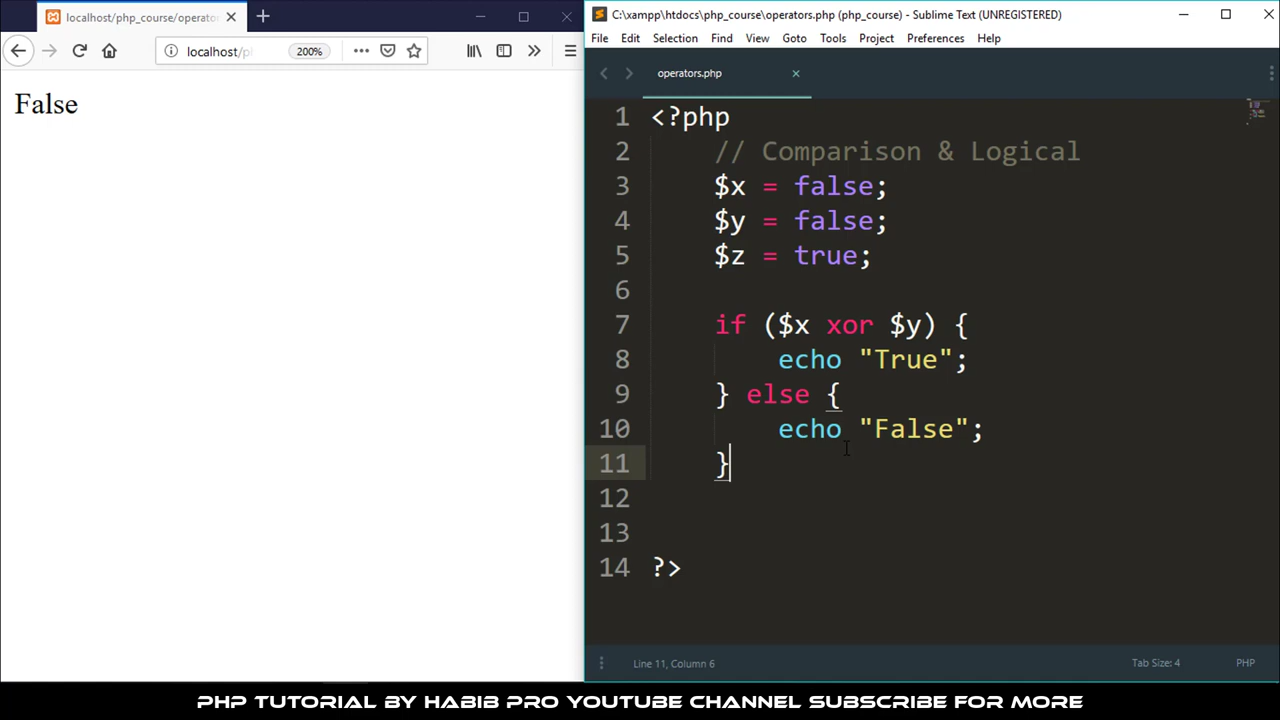 localhost/php_course/operator
localhost/p
200%
False
C:\xampp\htdocs\php_course\operators.php (php_course) - Sublime Text (UNREGISTERED)
File Edit Selection Find View Goto Tools Project Preferences Help
operators.php
1 <?php
2 // Comparison & Logical
3 $x = false;
4 $y = false;
5 $z = true;
6
7 if ($x xor $y) {
8 echo "True";
9 } else {
10 echo "False";
11 }
12
13
14 ?>
Line 11, Column 6
Tab Size: 4
PHP
PHP TUTORIAL BY HABIB PRO YOUTUBE CHANNEL SUBSCRIBE FOR MORE